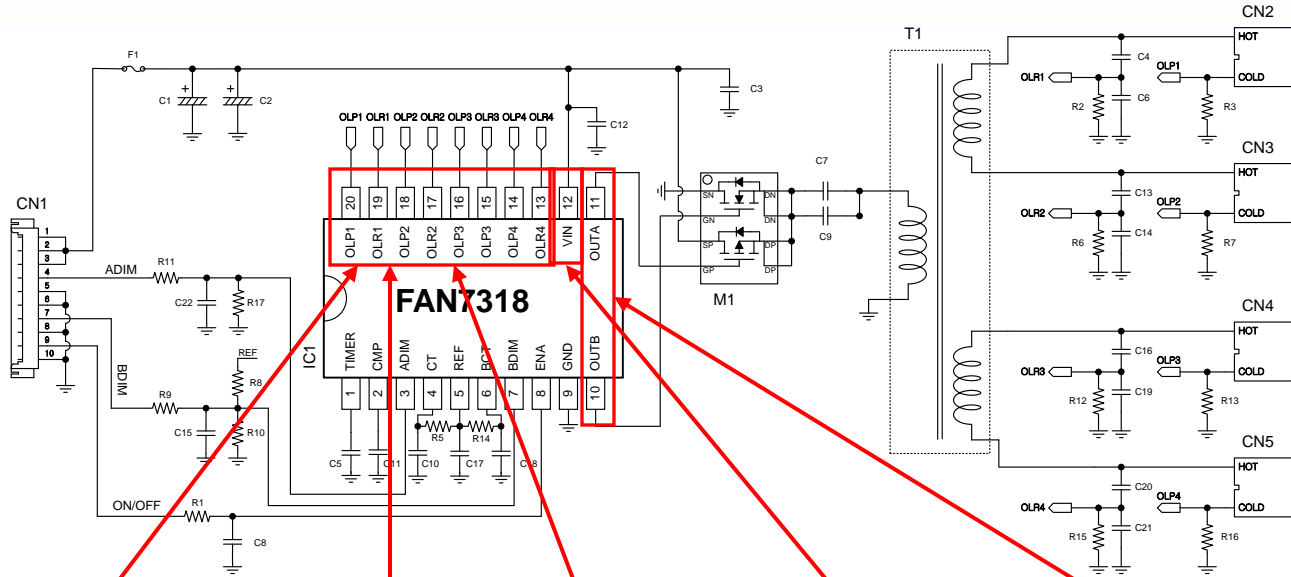 CN2
T1
HOT
F1
C4
OLR1
OLP1
COLD
C1
+
+
C2
C3
R2
C6
R3
OLP1 OLR1 OLP2 OLR2 OLP3 OLR3 OLP4 OLR4
C12
CN3
HOT
C7
C13
20 19 18 17 16 15 14 13 12 11
SN DN
GN DN
SP DP
GP DP
OLR2
OLP2
COLD
CN1
C9
R6
C14
R7
OLP1 OLR1 OLP2 OLR2 OLP3 OLP3 OLP4 OLR4 VIN OUTA
1
2
3
4
5
6
7
8
9
10
ADIM
R11
M1
C22
R17
FAN7318
CN4
HOT
C16
IC1
TIMER CMP ADIM CT REF BCT BDIM ENA GND OUTB
REF
R8
OLR3
OLP3
COLD
BDIM
R9
1 2 3 4 5 6 7 8 9 10
R12
C19
R13
C15
R10
R5
R14
CN5
C5
C11
C10
C17
C18
HOT
C20
ON/OFF
R1
OLR4
OLP4
COLD
C8
R15
C21
R16